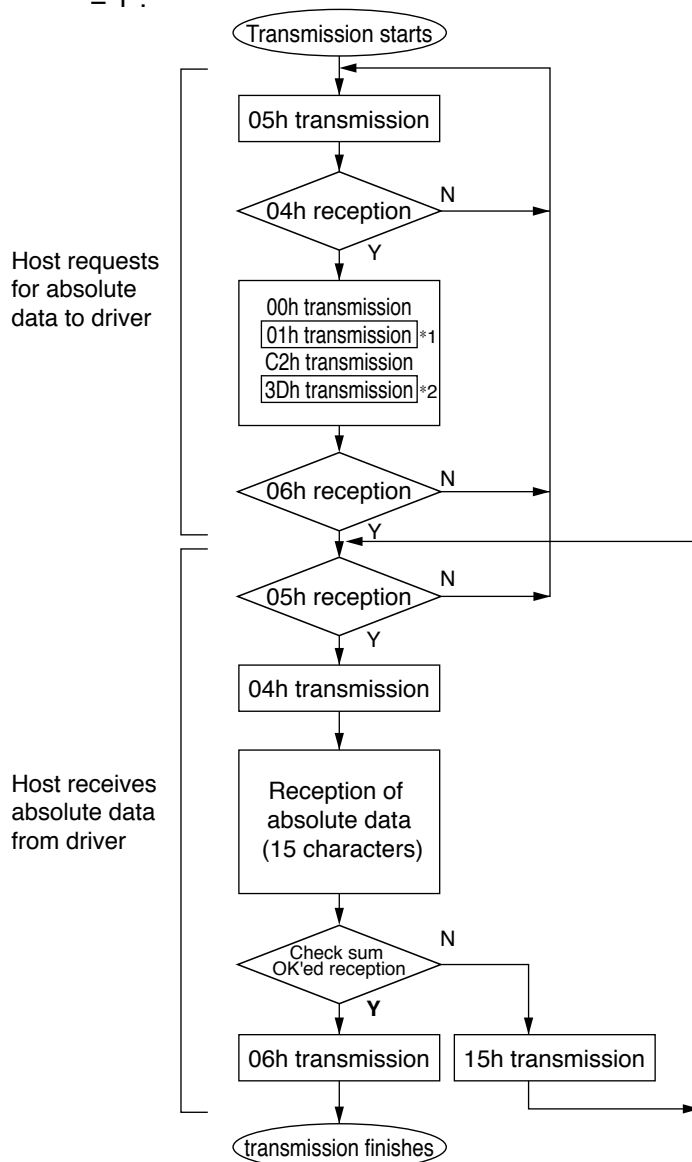 = 1 .
Transmission starts
05h transmission
04h reception
N
Y
Host requests
for absolute
data to driver
00h transmission
01h transmission *1
C2h transmission
3Dh transmission *2
06h reception
N
Y
05h reception
N
Y
04h transmission
Host receives
absolute data
from driver
Reception of
absolute data
(15 characters)
Check sum
OK'ed reception
N
Y
06h transmission
15h transmission
transmission finishes